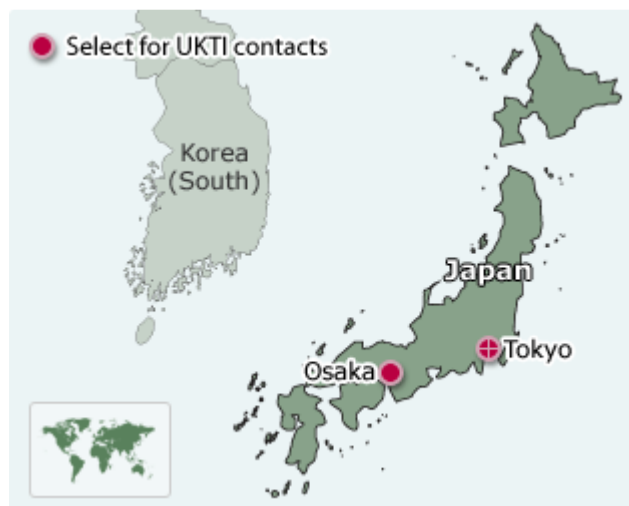 Select for UKTI contacts
Korea
(South)
Japan
Tokyo
Osaka